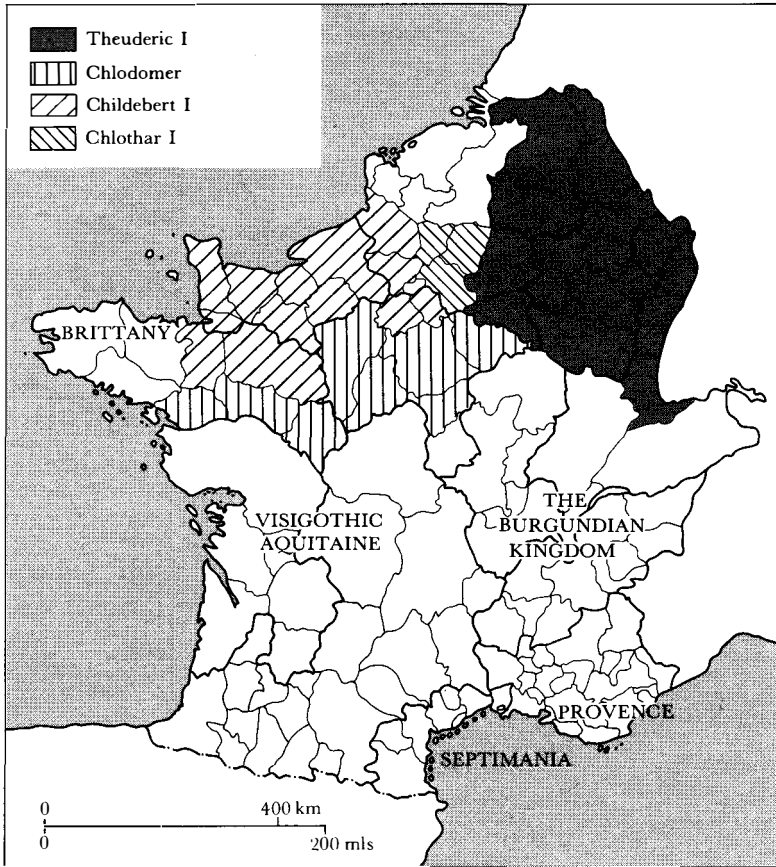 Theuderic I
Chlodomer
Childebert I
Chlothar I
BRITTANY
VISIGOTHIC
AQUITAINE
THE
BURGUNDIAN
KINGDOM
PROVENCE
SEPTIMANIA
0 400 km
0 200 mls